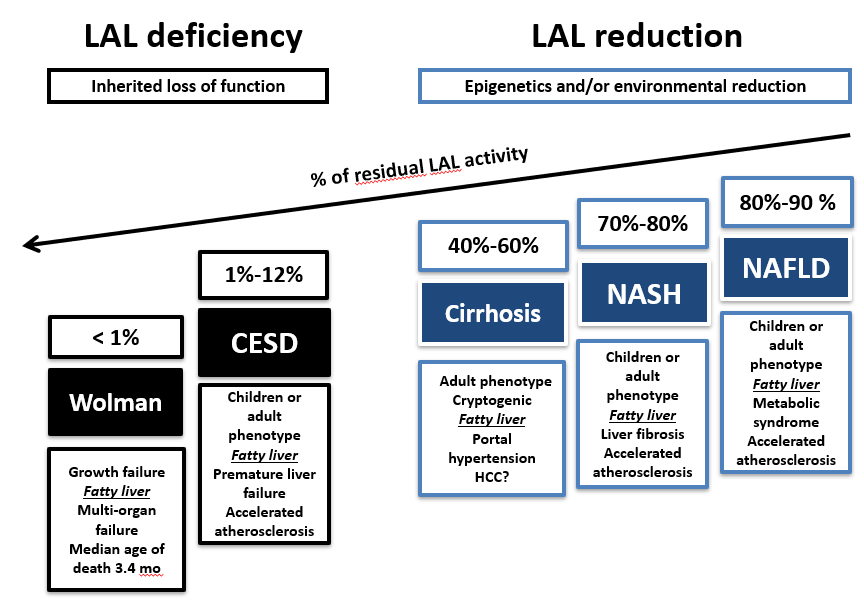 LAL deficiency
Inherited loss of function
LAL reduction
Epigenetics and/or environmental reduction
% of residual LAL activity
< 1%
Wolman
Growth failure
Fatty liver
Multi-organ
failure
Median age of
death 3.4 mo
1%-12%
CESD
Children or
adult
phenotype
Fatty liver
Premature liver
failure
Accelerated
atherosclerosis
40%-60%
Cirrhosis
Adult phenotype
Cryptogenic
Fatty liver
Portal
hypertension
HCC?
70%-80%
NASH
Children or
adult
phenotype
Fatty liver
Liver fibrosis
Accelerated
atherosclerosis
80%-90 %
NAFLD
Children or
adult
phenotype
Fatty liver
Metabolic
syndrome
Accelerated
atherosclerosis